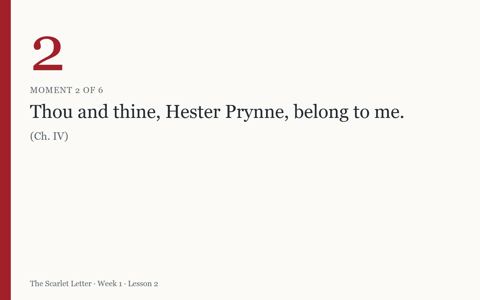 2
MOMENT 2 OF 6
Thou and thine, Hester Prynne, belong to me.
(Ch. IV)
The Scarlet Letter · Week 1 · Lesson 2